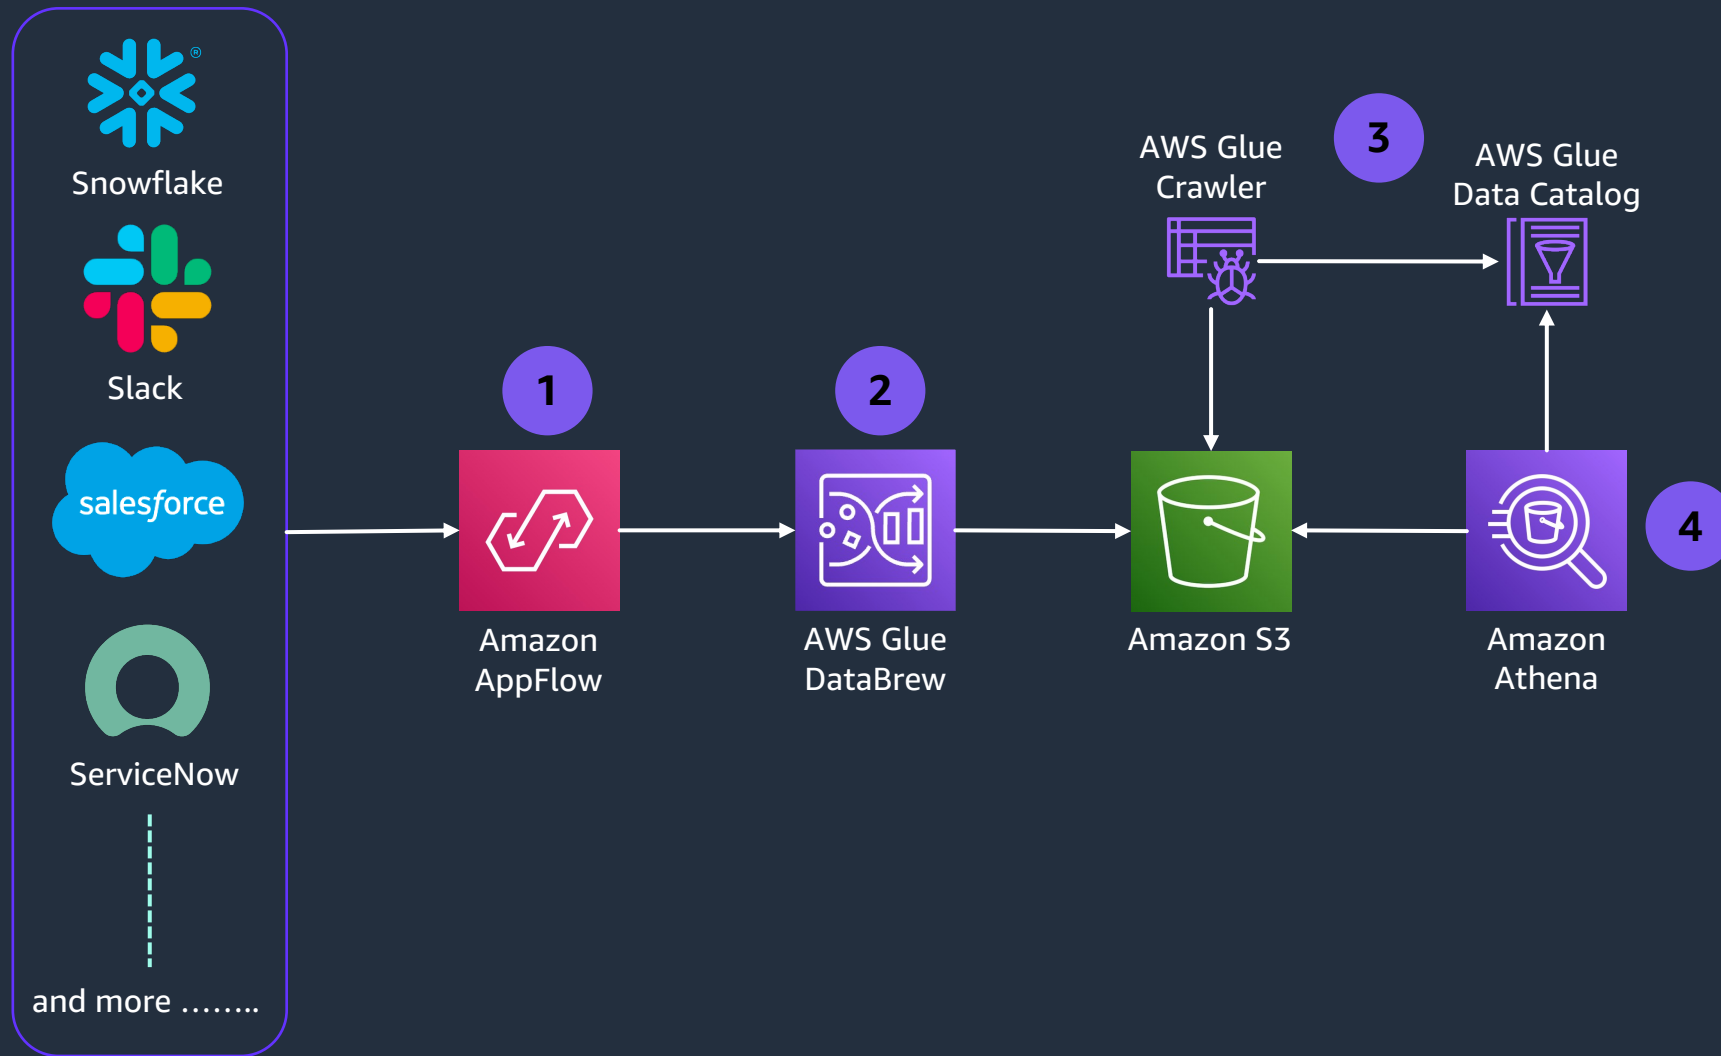 ®
Snowflake
Slack
salesforce
ServiceNow
and more ........
1
Amazon
AppFlow
2
AWS Glue
DataBrew
AWS Glue
Crawler
3
AWS Glue
Data Catalog
Amazon S3
Amazon
Athena
4